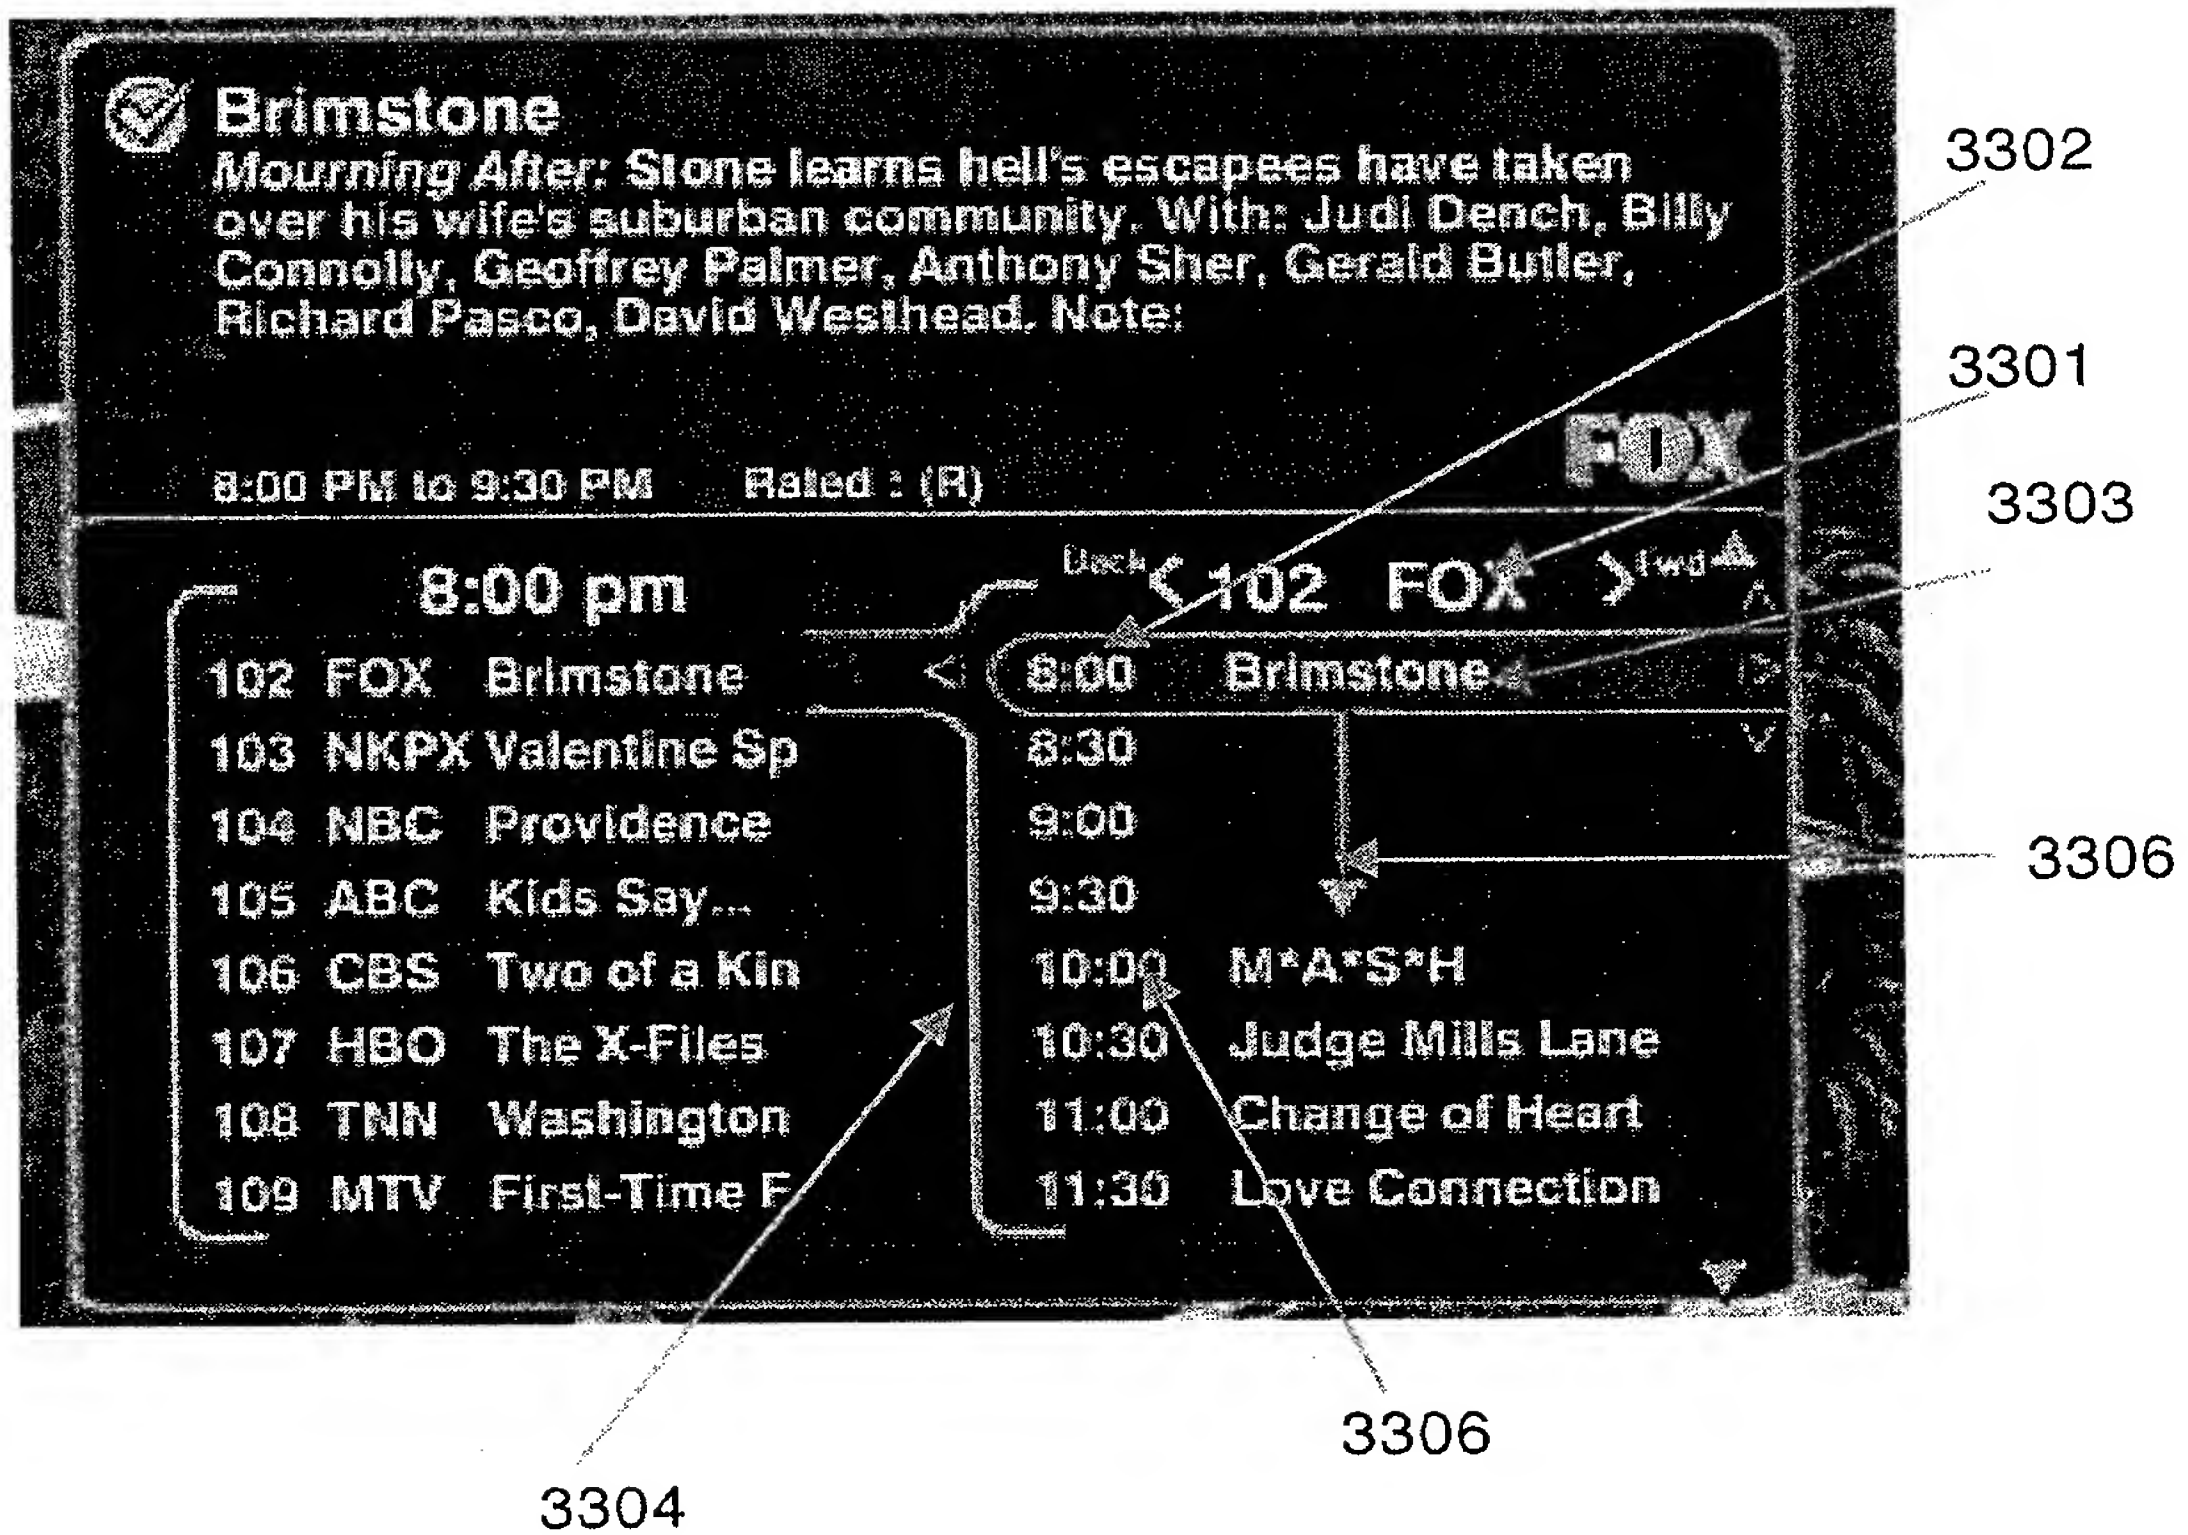 Brimstone
Mourning After: Stone learns hell's escapees have taken
over his wife's suburban community. With: Judi Dench, Billy
Connolly, Geoffrey Palmer, Anthony Sher, Gerald Butler,
Richard Pasco, David Westhead. Note:
FOX
8:00 PM to 9:30 PM Rated : (R)
8:00 pm
102 FOX Brimstone
103 NKPX Valentine Sp
104 NBC Providence
105 ABC Kids Say...
106 CBS Two of a Kin
107 HBO The X-Files
108 TNN Washington
109 MTV First-Time F
Back < 102 FOX > Fwd
8:00 Brimstone
8:30
9:00
9:30
10:00 M*A*S*H
10:30 Judge Mills Lane
11:00 Change of Heart
11:30 Love Connection
3302
3301
3303
3306
3306
3304